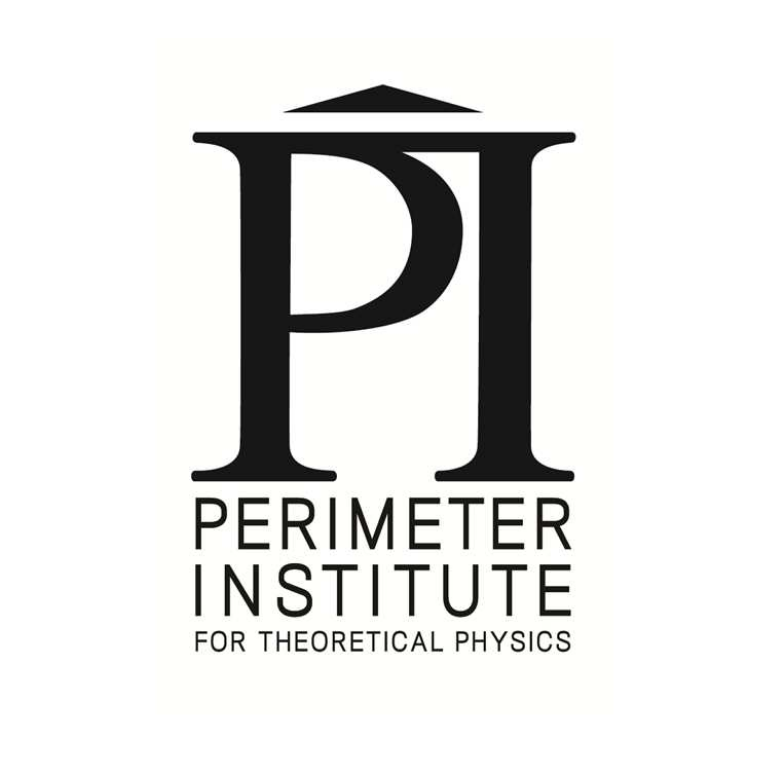 PI
PERIMETER
INSTITUTE
FOR THEORETICAL PHYSICS